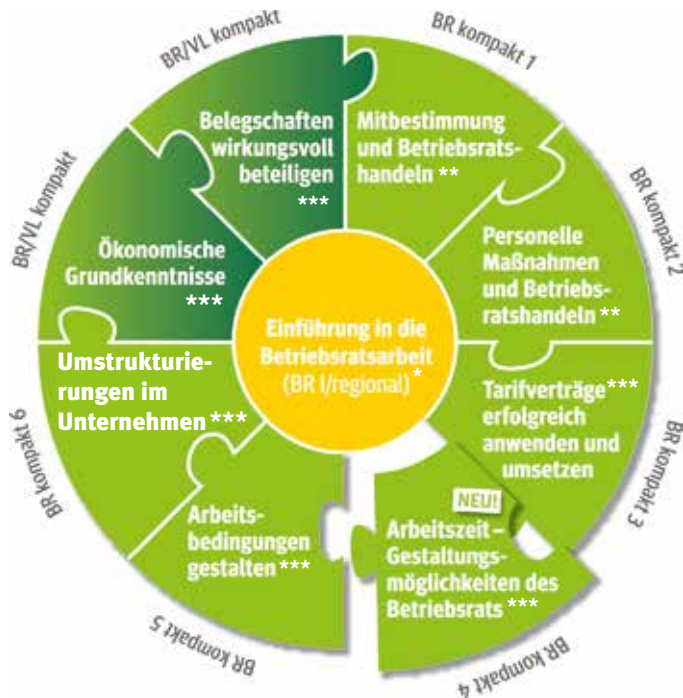 BR kompakt 1
Mitbestimmung
und Betriebsrats-
handeln **
BR kompakt 2
Personelle
Maßnahmen
und Betriebs-
ratshandeln **
BR kompakt 3
Tarifverträge ***
erfolgreich
anwenden und
umsetzen
BR kompakt 4
NEU!
Arbeitszeit –
Gestaltungs-
möglichkeiten des
Betriebsrats ***
BR kompakt 5
Arbeits-
bedingungen
gestalten ***
BR kompakt 6
Umstrukturie-
rungen im
Unternehmen ***
BR/VL kompakt
Ökonomische
Grundkenntnisse
***
BR/VL kompakt
Belegschaften
wirkungsvoll
beteiligen
***
Einführung in die
Betriebsratsarbeit
(BR I/regional) *